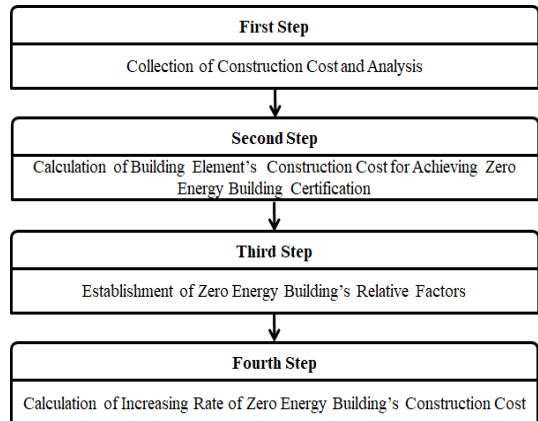 First Step
Collection of Construction Cost and Analysis
Second Step
Calculation of Building Element's Construction Cost for Achieving Zero
Energy Building Certification
Third Step
Establishment of Zero Energy Building's Relative Factors
Fourth Step
Calculation of Increasing Rate of Zero Energy Building's Construction Cost